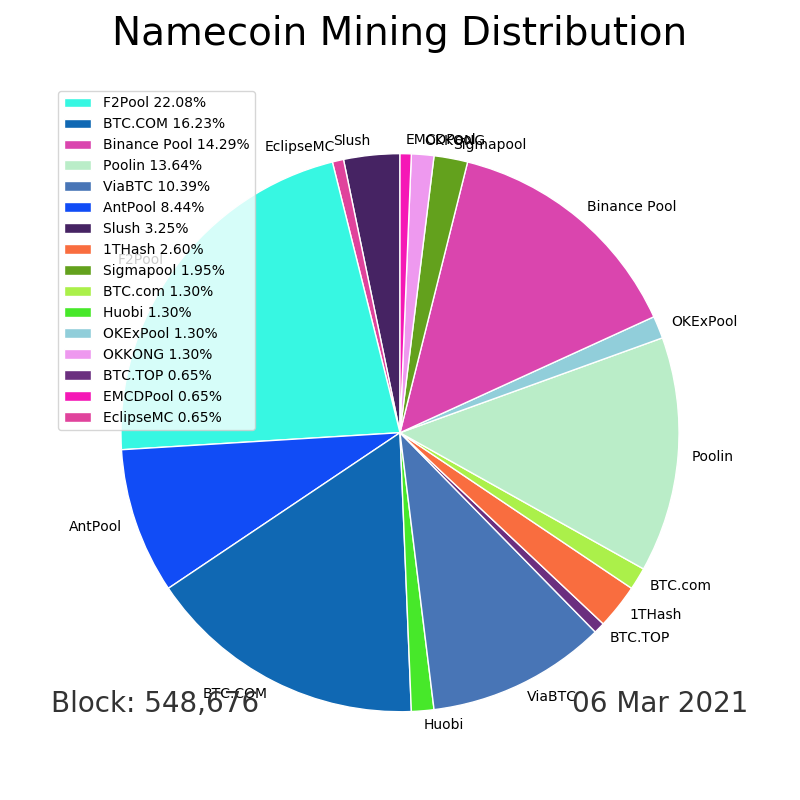 Namecoin Mining Distribution
F2Pool 22.08%
BTC.COM 16.23%
Binance Pool 14.29%
Poolin 13.64%
ViaBTC 10.39%
AntPool 8.44%
Slush 3.25%
1THash 2.60%
Sigmapool 1.95%
BTC.com 1.30%
Huobi 1.30%
OKExPool 1.30%
OKKONG 1.30%
BTC.TOP 0.65%
EMCDPool 0.65%
EclipseMC 0.65%
EclipseMC
Slush
EMCDPool
OKKONG
Sigmapool
Binance Pool
OKExPool
Poolin
BTC.com
1THash
BTC.TOP
ViaBTC
Huobi
BTC.COM
AntPool
F2Pool
Block: 548,676
06 Mar 2021